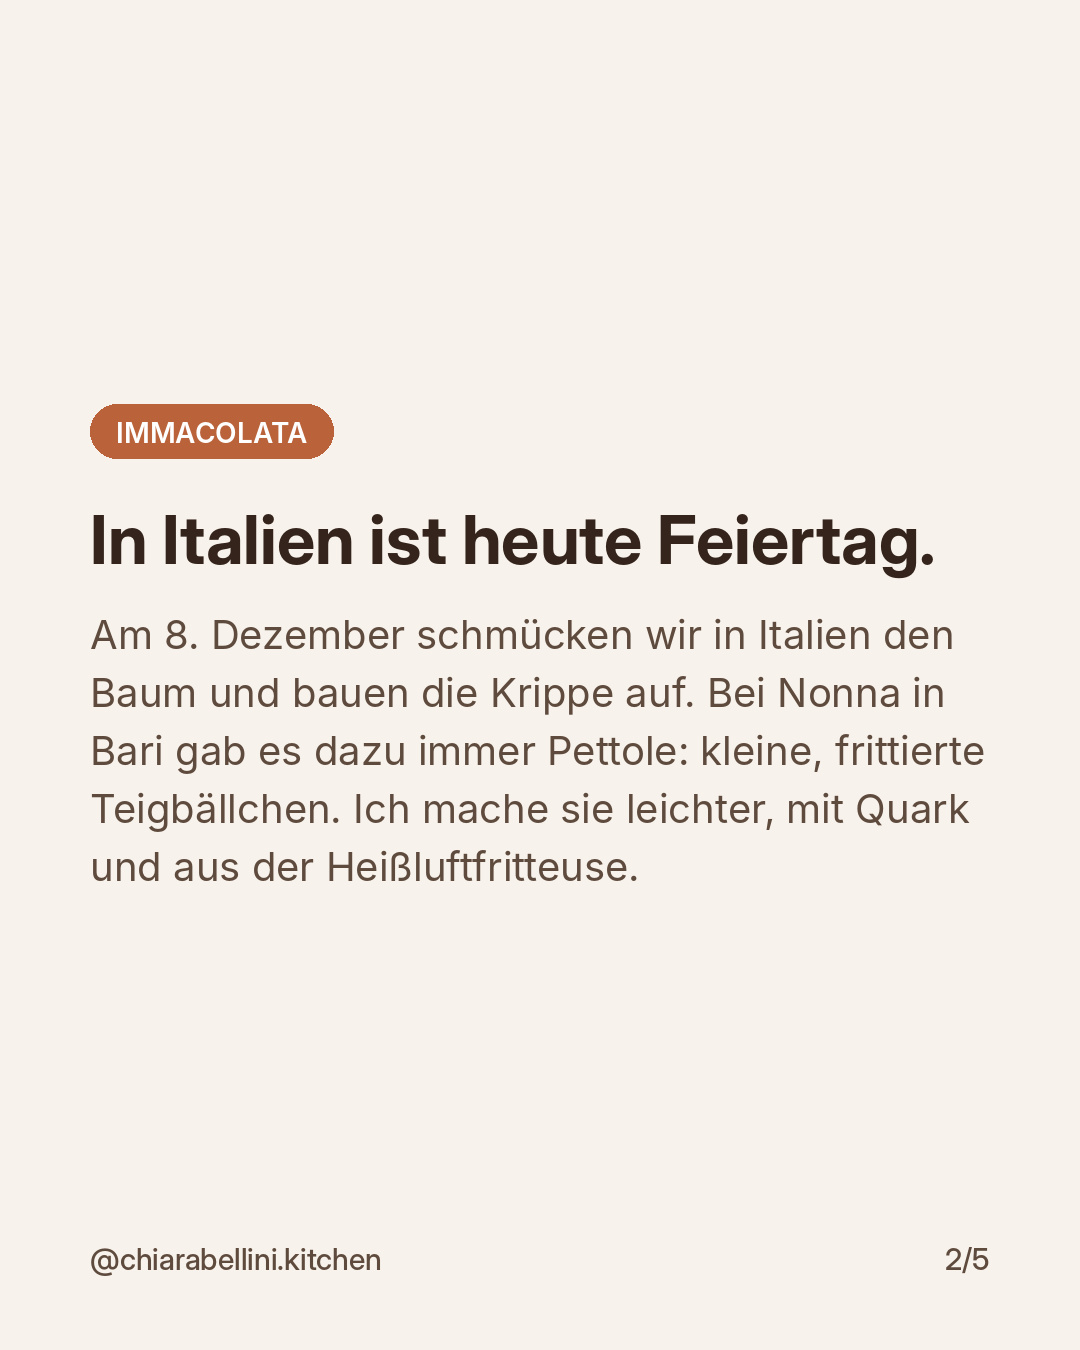 IMMACOLATA
In Italien ist heute Feiertag.
Am 8. Dezember schmücken wir in Italien den
Baum und bauen die Krippe auf. Bei Nonna in
Bari gab es dazu immer Pettole: kleine, frittierte
Teigbällchen. Ich mache sie leichter, mit Quark
und aus der Heißluftfritteuse.
@chiarabellini.kitchen
2/5